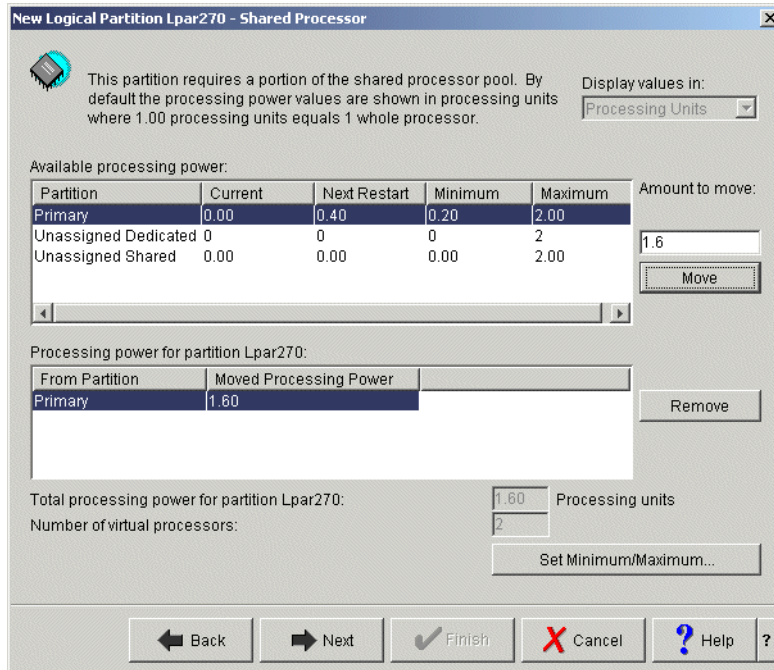 New Logical Partition Lpar270 - Shared Processor
This partition requires a portion of the shared processor pool. By
default the processing power values are shown in processing units
where 1.00 processing units equals 1 whole processor.
Display values in:
Processing Units
Available processing power:
Partition Current Next Restart Minimum Maximum
Primary 0.00 0.40 0.20 2.00
Unassigned Dedicated 0 0 0 2
Unassigned Shared 0.00 0.00 0.00 2.00
Amount to move:
1.6
Move
Processing power for partition Lpar270:
From Partition Moved Processing Power
Primary 1.60
Remove
Total processing power for partition Lpar270: 1.60 Processing units
Number of virtual processors: 2
Set Minimum/Maximum...
Back Next Finish Cancel ? Help ?